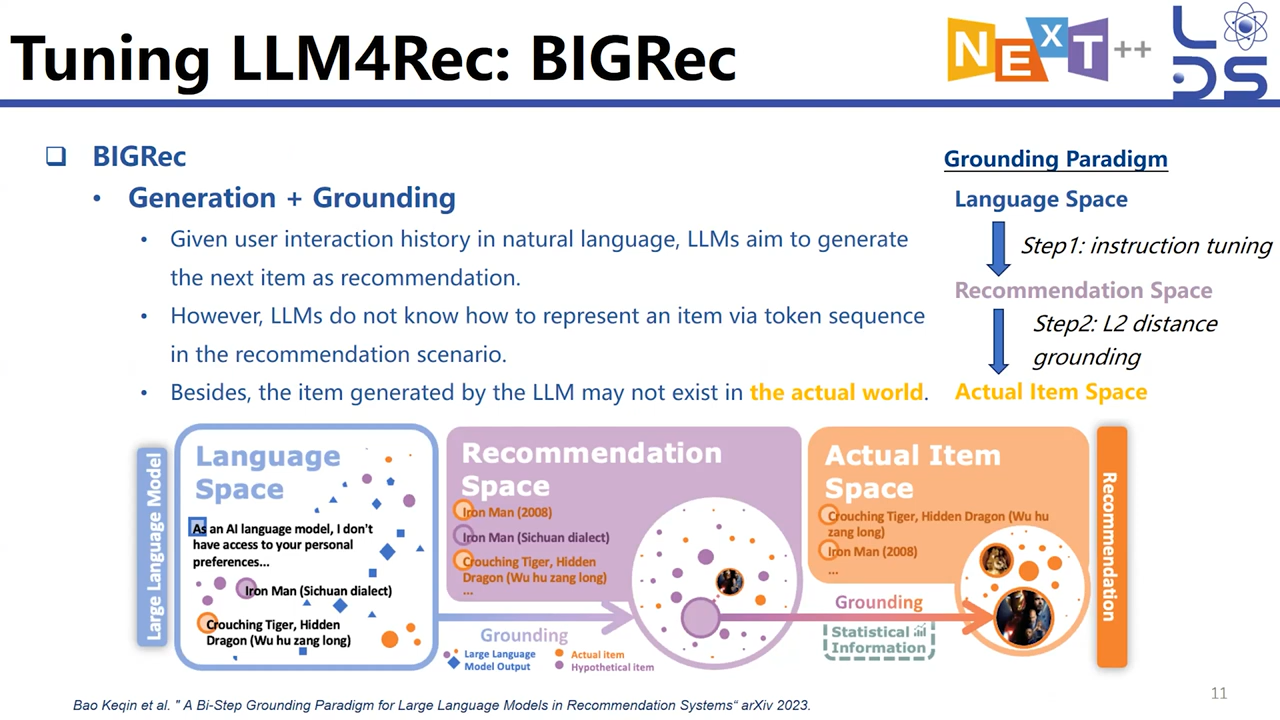 Tuning LLM4Rec: BIGRec
NExT++
LDS
BIGRec
• Generation + Grounding
• Given user interaction history in natural language, LLMs aim to generate
the next item as recommendation.
• However, LLMs do not know how to represent an item via token sequence
in the recommendation scenario.
• Besides, the item generated by the LLM may not exist in the actual world.
Grounding Paradigm
Language Space
Step1: instruction tuning
Recommendation Space
Step2: L2 distance
grounding
Actual Item Space
Large Language Model
Language
Space
As an AI language model, I don't
have access to your personal
preferences...
Iron Man (Sichuan dialect)
Crouching Tiger, Hidden
Dragon (Wu hu zang long)
Grounding
Large Language
Model Output
Actual item
Hypothetical item
Recommendation
Space
Iron Man (2008)
Iron Man (Sichuan dialect)
Crouching Tiger, Hidden
Dragon (Wu hu zang long)
...
Grounding
Statistical
Information
Actual Item
Space
Crouching Tiger, Hidden Dragon (Wu hu
zang long)
Iron Man (2008)
...
Recommendation
Bao Keqin et al. " A Bi-Step Grounding Paradigm for Large Language Models in Recommendation Systems“ arXiv 2023.
11